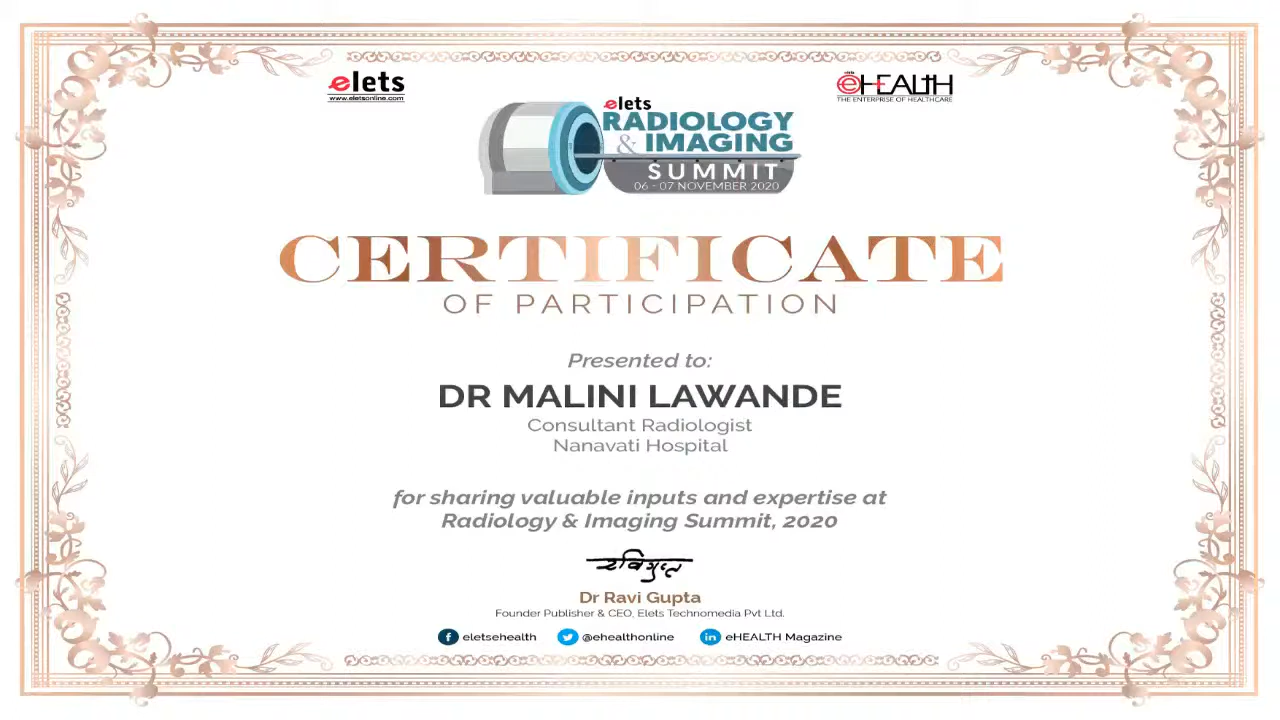 elets
www.eletsonline.com
elets
eHEALTH
THE ENTERPRISE OF HEALTHCARE
elets
RADIOLOGY
& IMAGING
SUMMIT
06 - 07 NOVEMBER 2020
CERTIFICATE
OF PARTICIPATION
Presented to:
DR MALINI LAWANDE
Consultant Radiologist
Nanavati Hospital
for sharing valuable inputs and expertise at
Radiology & Imaging Summit, 2020
रविगुप्त
Dr Ravi Gupta
Founder Publisher & CEO, Elets Technomedia Pvt Ltd.
eletsehealth @ehealthonline eHEALTH Magazine